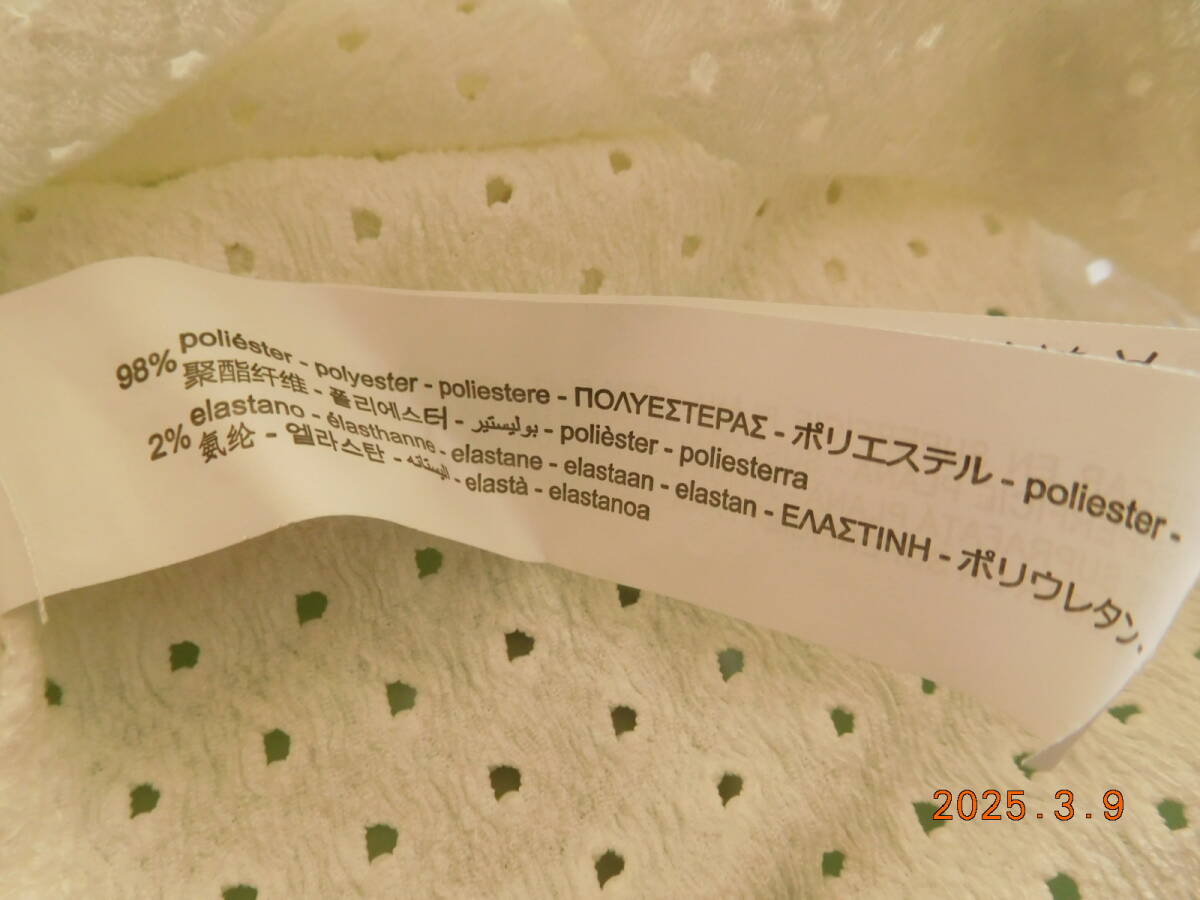 98% poliéster - polyester - poliestere - ΠΟΛΥΕΣΤΕΡΑΣ - ポリエステル - poliester -
聚酯纤维 - 폴리에스터 - بوليستير - polièster - poliesterra
2% elastano - élasthanne - elastane - elastaan - elastan - ΕΛΑΣΤΙΝΗ - ポリウレタン
氨纶 - 엘라스탄 - - elastà - elastanoa
2025.3.9